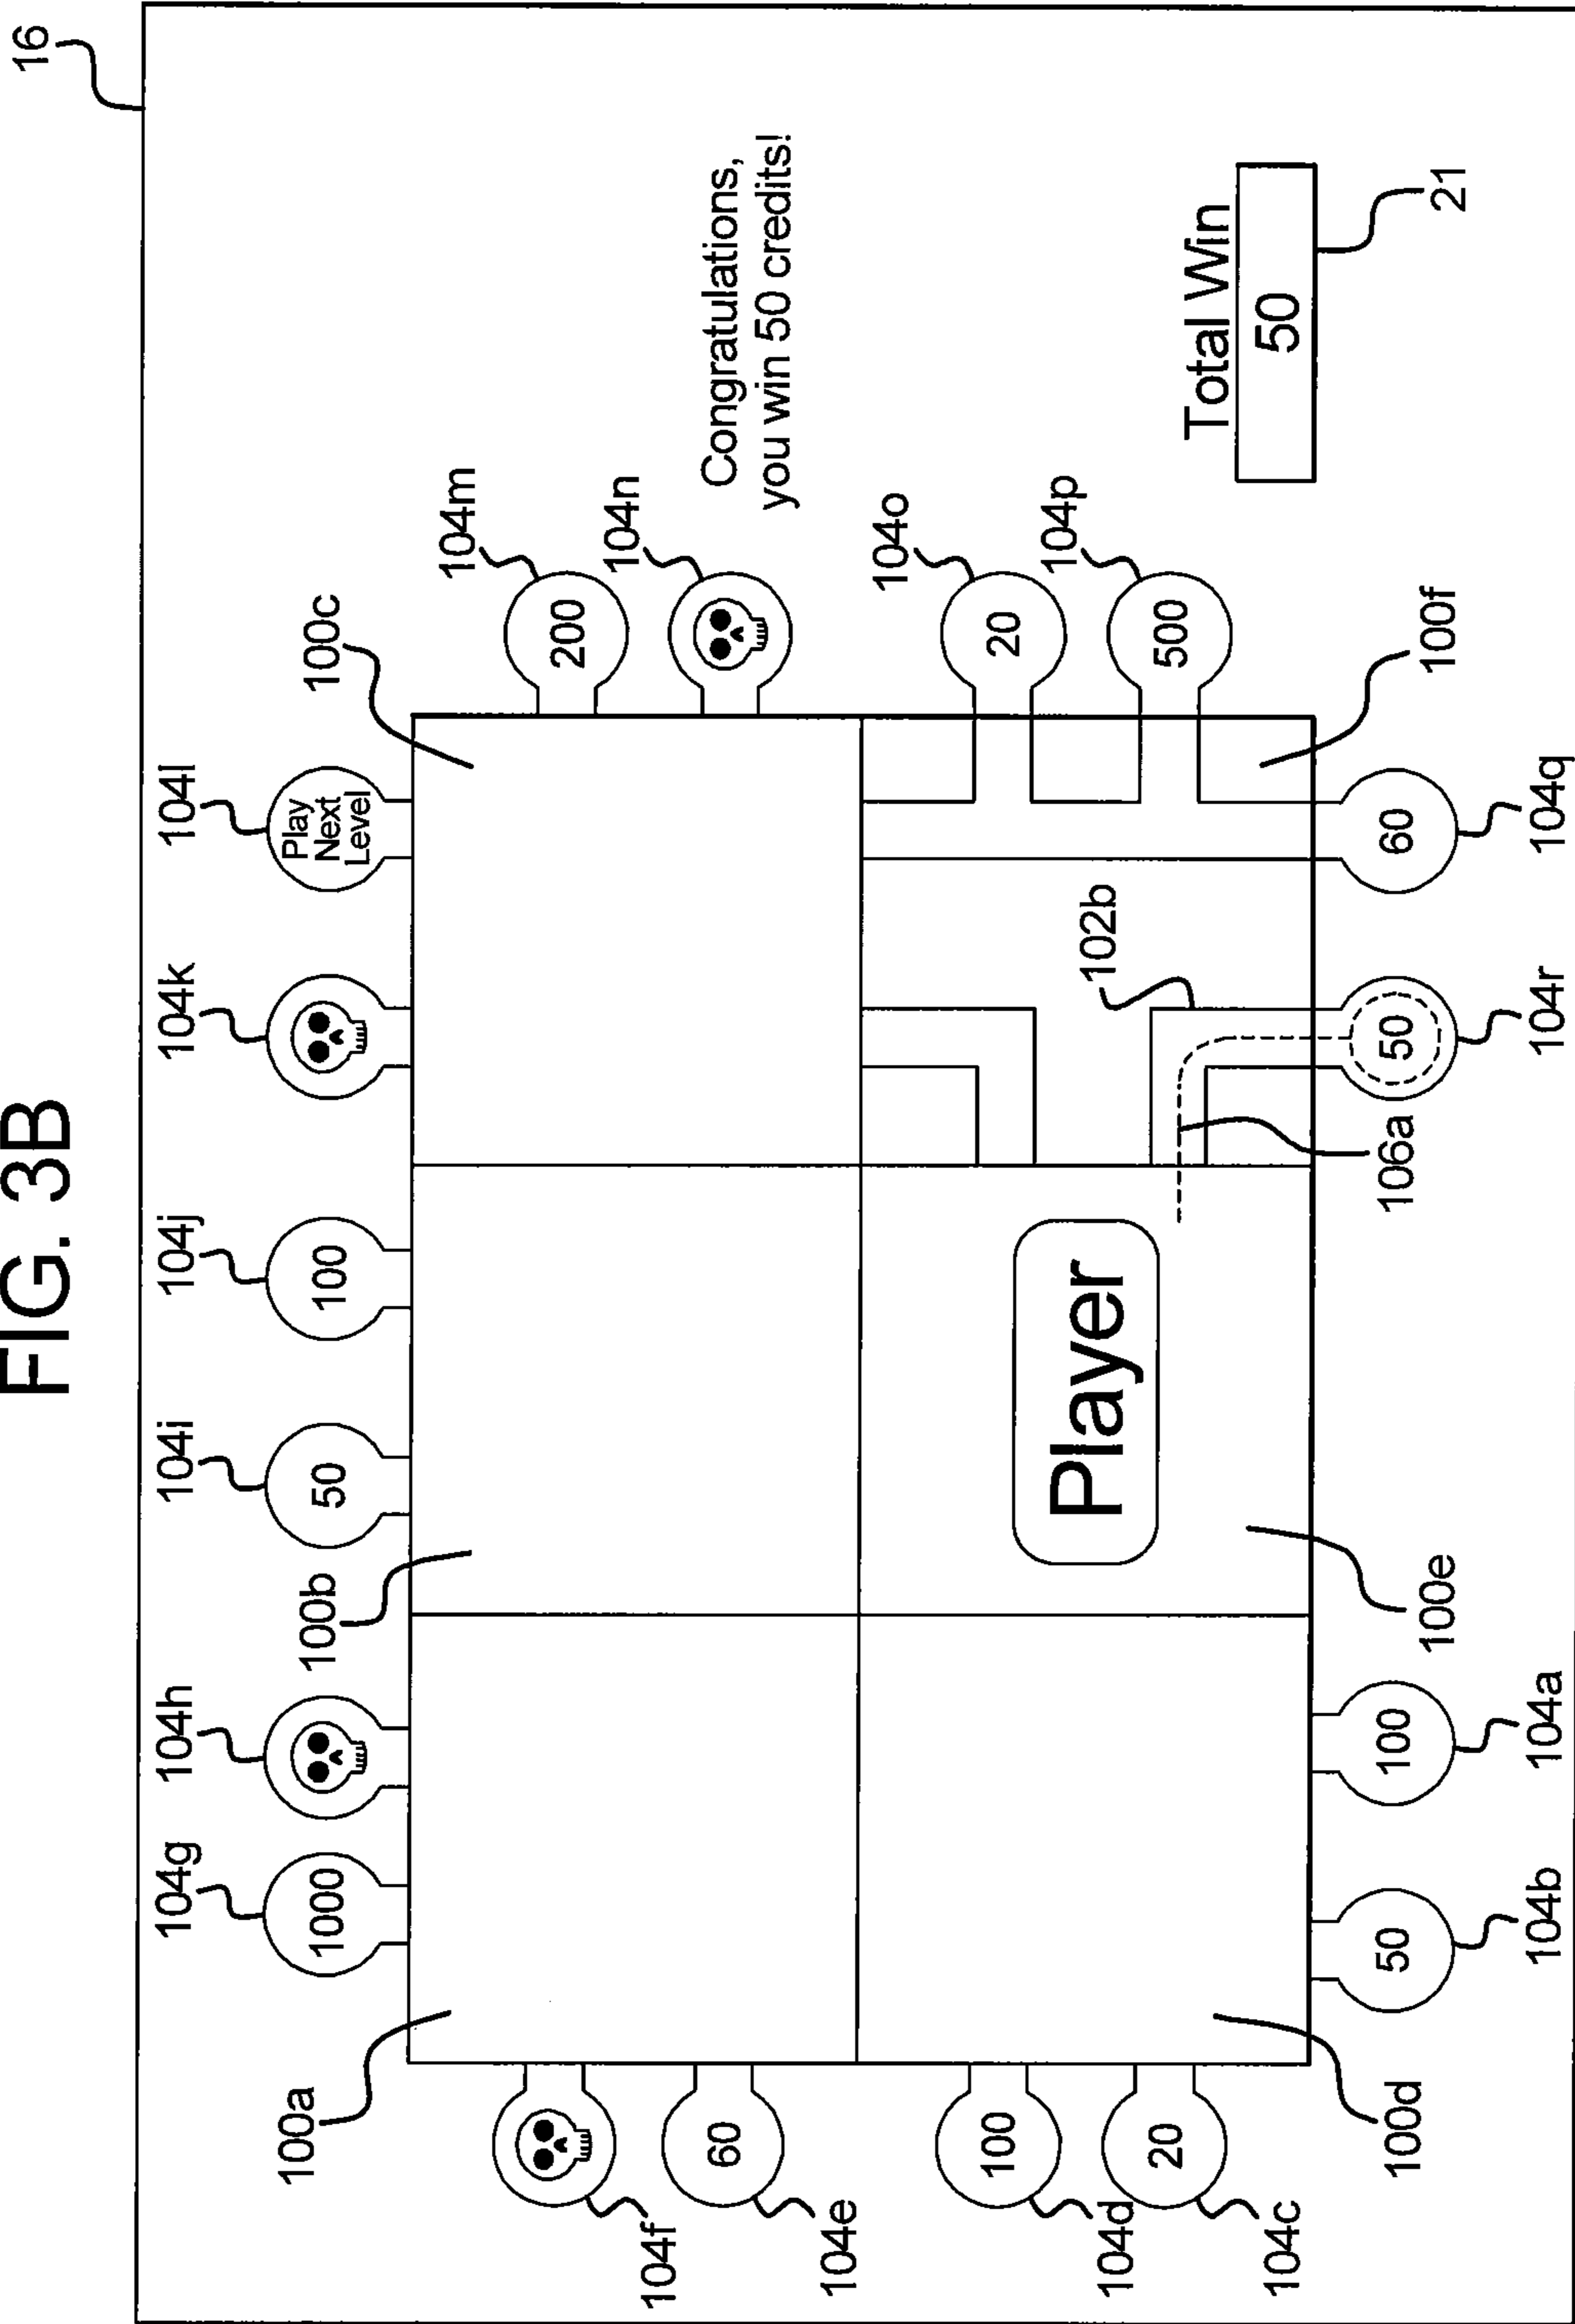 FIG. 3B
16
104g
104h
104i
104j
104k
104l
1000
50
100
Play
Next
Level
100a
100b
100c
104f
104m
200
104n
60
104e
Congratulations,
you win 50 credits!
104d
100
20
104o
Player
102b
104c
20
500
104p
Total Win
50
106a
21
100d
100e
100f
50
100
50
60
104b
104a
104r
104q